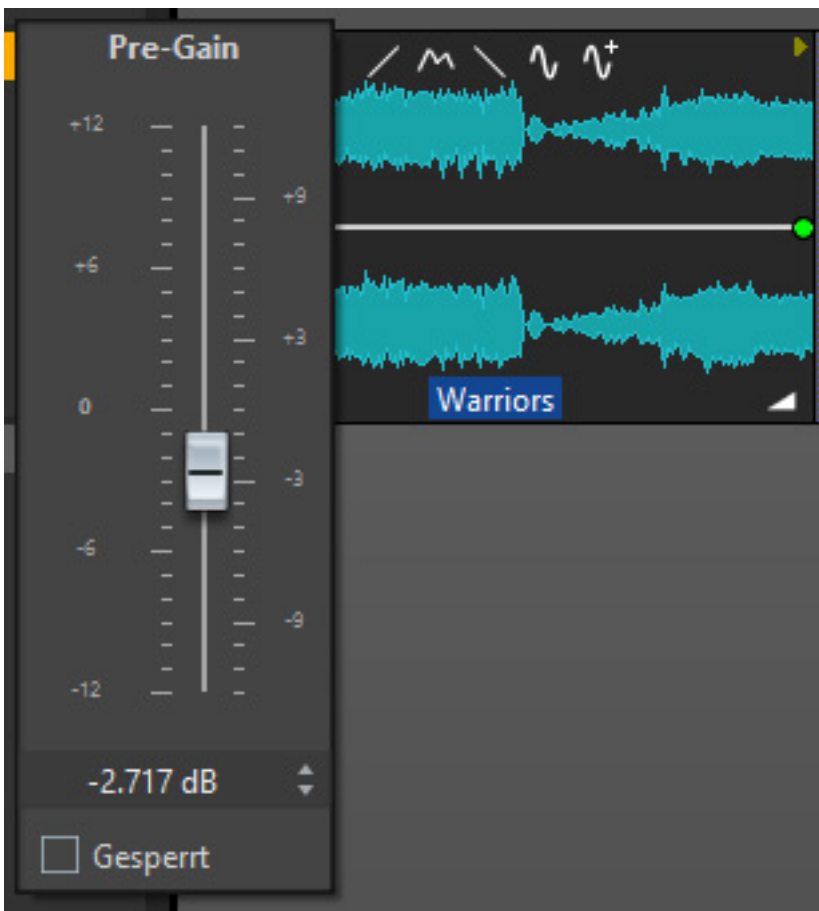 Pre-Gain
+12
+9
+6
+3
0
-3
-6
-9
-12
Warriors
-2.717 dB
Gesperrt